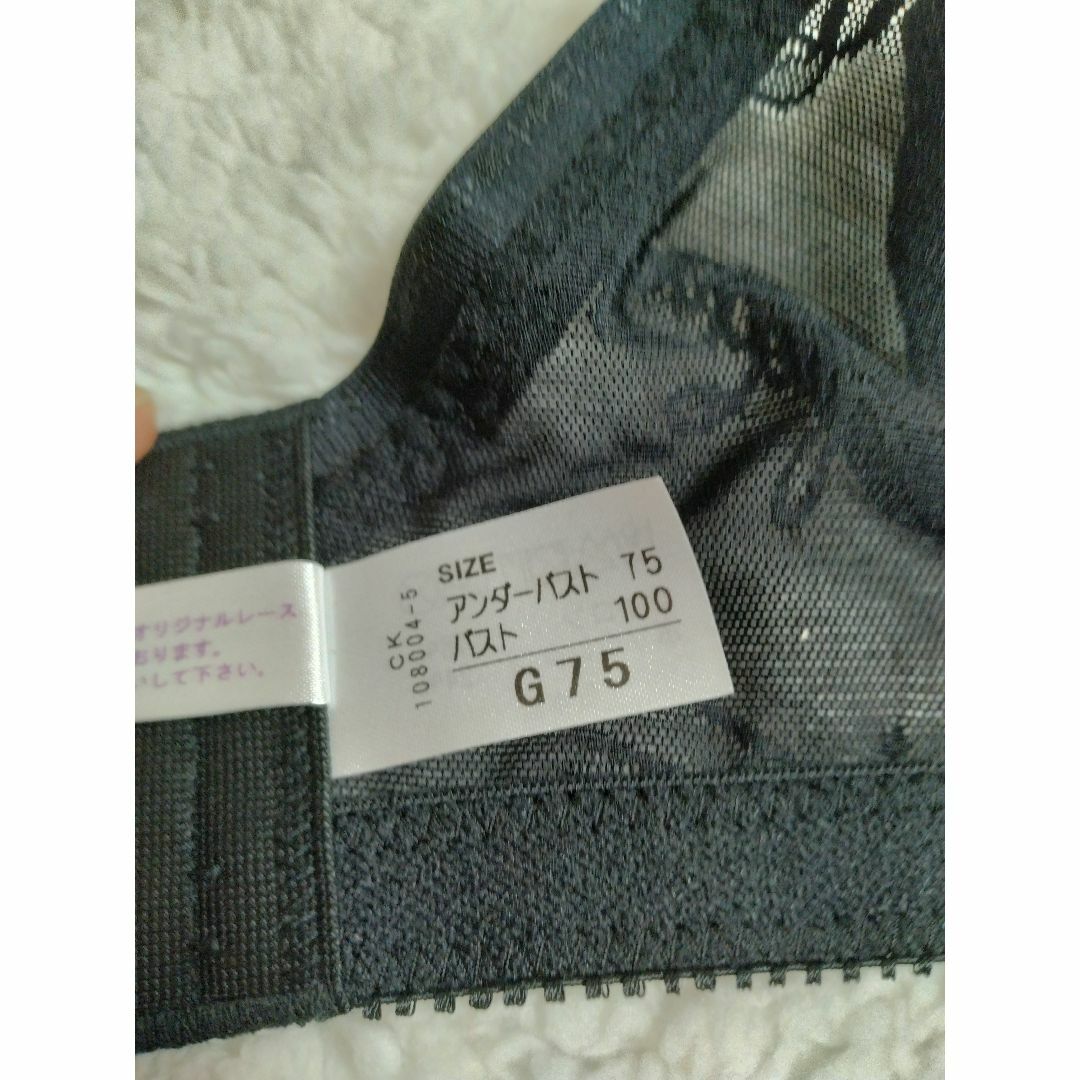 オリジナルレース
おります。
して下さい。
CK
108004-5
SIZE
アンダーバスト 75
バスト 100
G75